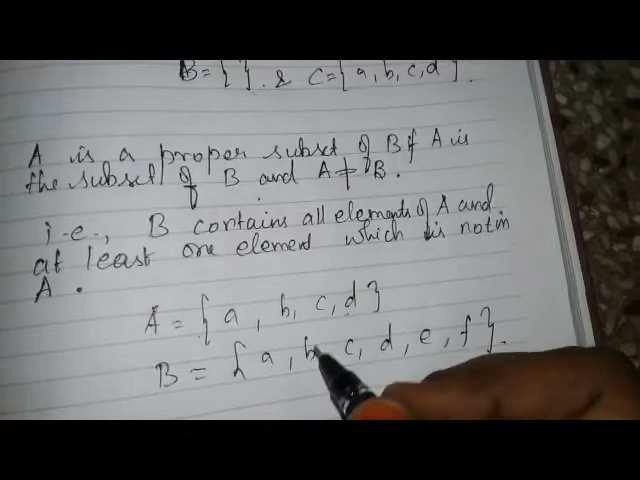 B = { } & C = { a, b, c, d }.
A is a proper subset of B if A is
the subset of B and A ≠ B.
i.e., B contains all elements of A and
at least one element which is not in
A.
A = { a, b, c, d }
B = { a, b, c, d, e, f }.